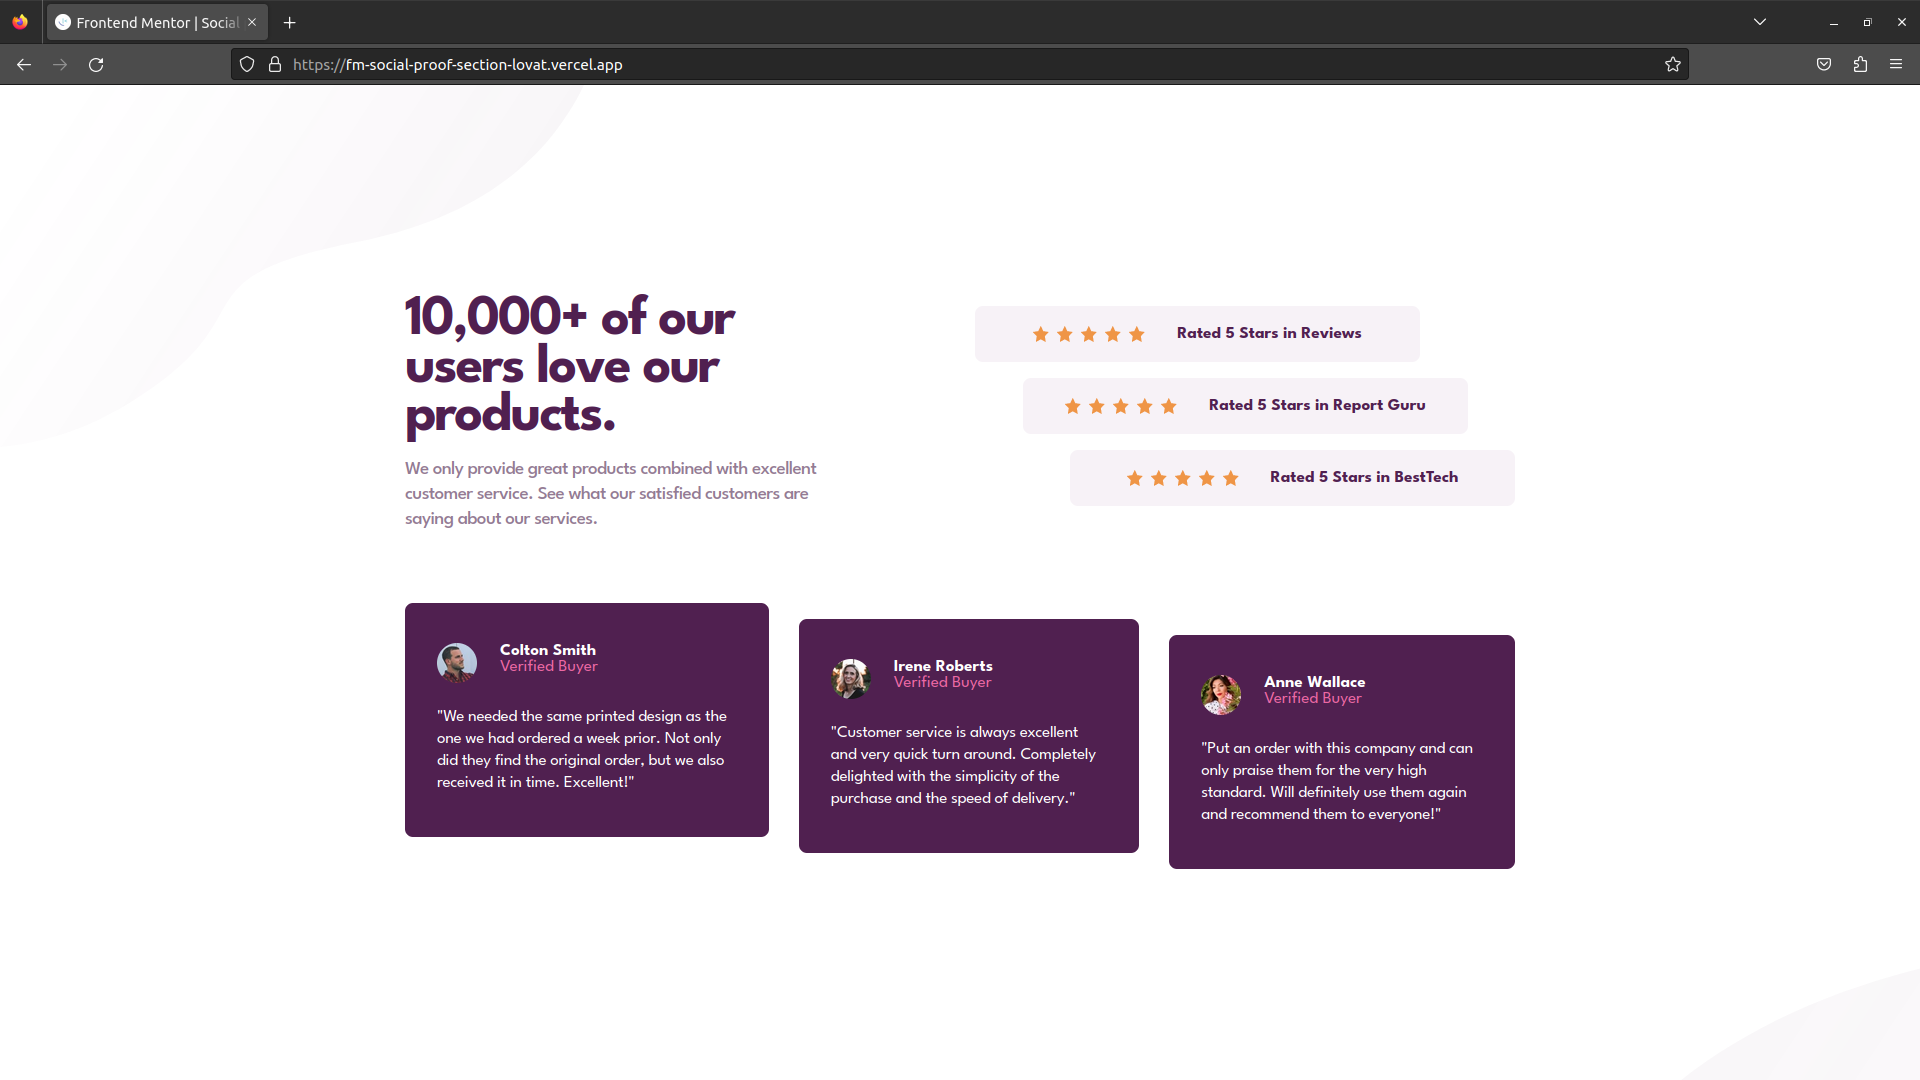 Frontend Mentor | Social
https://fm-social-proof-section-lovat.vercel.app
10,000+ of our
users love our
products.
We only provide great products combined with excellent
customer service. See what our satisfied customers are
saying about our services.
Rated 5 Stars in Reviews
Rated 5 Stars in Report Guru
Rated 5 Stars in BestTech
Colton Smith
Verified Buyer
"We needed the same printed design as the
one we had ordered a week prior. Not only
did they find the original order, but we also
received it in time. Excellent!"
Irene Roberts
Verified Buyer
"Customer service is always excellent
and very quick turn around. Completely
delighted with the simplicity of the
purchase and the speed of delivery."
Anne Wallace
Verified Buyer
"Put an order with this company and can
only praise them for the very high
standard. Will definitely use them again
and recommend them to everyone!"